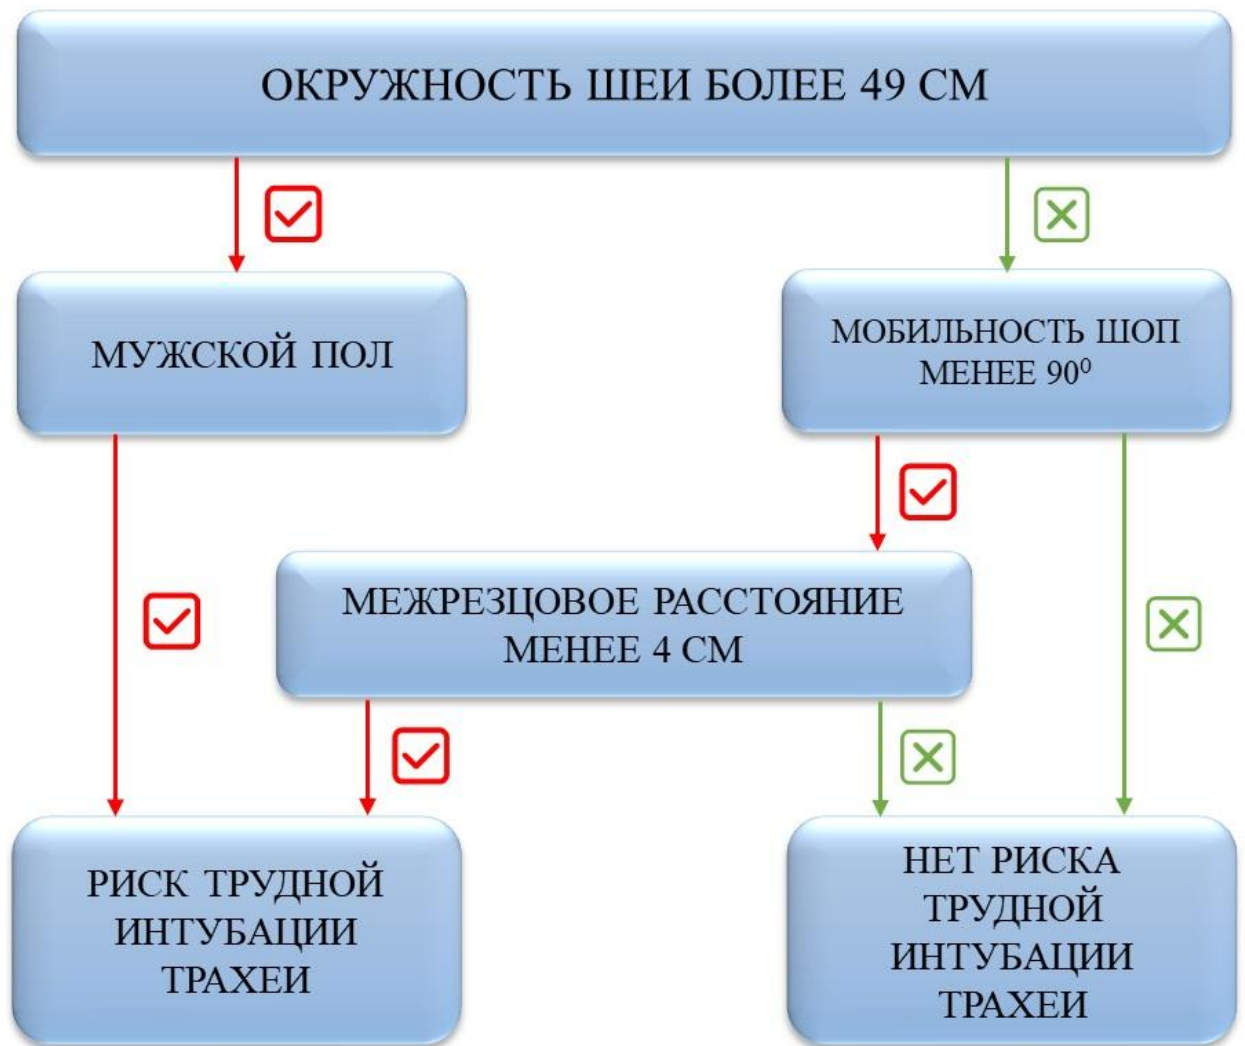 ОКРУЖНОСТЬ ШЕИ БОЛЕЕ 49 СМ
МУЖСКОЙ ПОЛ
МОБИЛЬНОСТЬ ШОП
МЕНЕЕ 90⁰
МЕЖРЕЗЦОВОЕ РАССТОЯНИЕ
МЕНЕЕ 4 СМ
РИСК ТРУДНОЙ
ИНТУБАЦИИ
ТРАХЕИ
НЕТ РИСКА
ТРУДНОЙ
ИНТУБАЦИИ
ТРАХЕИ